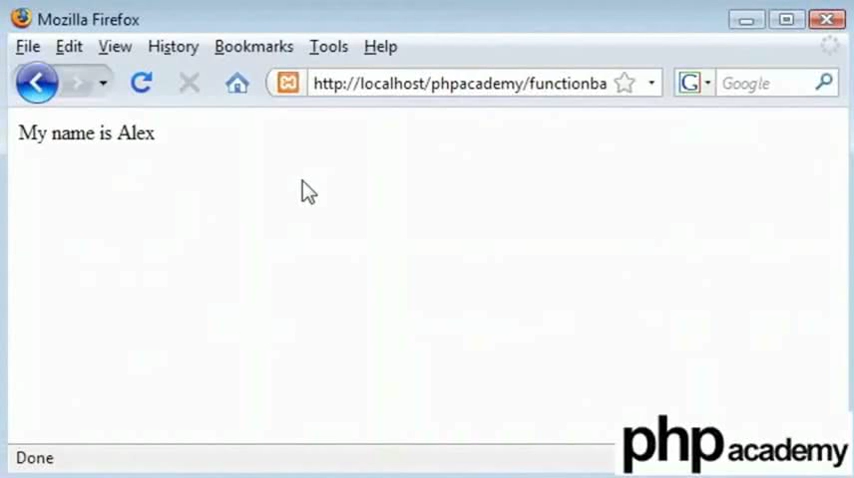 Mozilla Firefox
File Edit View History Bookmarks Tools Help
http://localhost/phpacademy/functionba
G Google
My name is Alex
Done
php academy